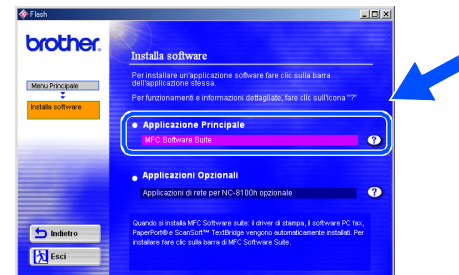 Flash
brother.
Installa software
Per installare un'applicazione software fare clic sulla barra
dell'applicazione stessa.
Per funzionamenti e informazioni dettagliate, fare clic sull'icona "?"
Menu Principale
Installa software
Applicazione Principale
MFC Software Suite
?
Applicazioni Opzionali
Applicazioni di rete per NC-8100h opzionale
?
Quando si installa MFC Software suite: il driver di stampa, il software PC fax,
PaperPort® e ScanSoft™ TextBridge vengono automaticamente installati. Per
installare fare clic sulla barra di MFC Software Suite.
Indietro
Esci